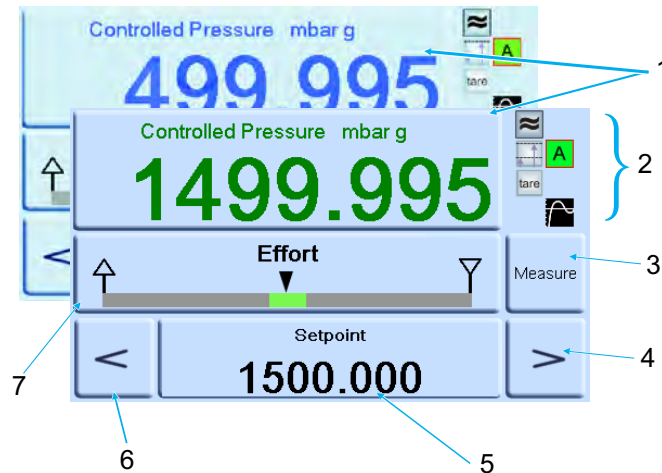 Controlled Pressure mbar g
499.995
A
tare
1
Controlled Pressure mbar g
1499.995
A
tare
2
Effort
Measure
3
<
Setpoint
1500.000
>
4
7
6
5
<